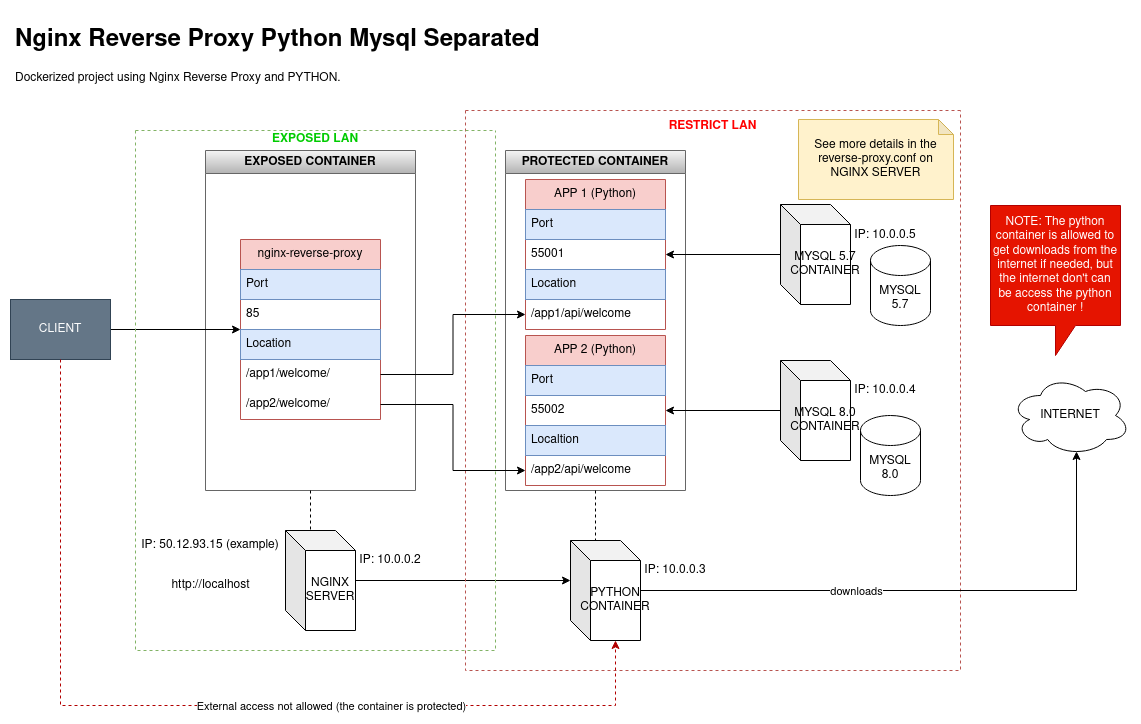 Nginx Reverse Proxy Python Mysql Separated
Dockerized project using Nginx Reverse Proxy and PYTHON.
EXPOSED LAN
RESTRICT LAN
EXPOSED CONTAINER
nginx-reverse-proxy
Port
85
Location
/app1/welcome/
/app2/welcome/
CLIENT
PROTECTED CONTAINER
APP 1 (Python)
Port
55001
Location
/app1/api/welcome
APP 2 (Python)
Port
55002
Localtion
/app2/api/welcome
See more details in the
reverse-proxy.conf on
NGINX SERVER
IP: 10.0.0.5
MYSQL 5.7
CONTAINER
MYSQL
5.7
IP: 10.0.0.4
MYSQL 8.0
CONTAINER
MYSQL
8.0
NOTE: The python
container is allowed to
get downloads from the
internet if needed, but
the internet don't can
be access the python
container !
INTERNET
IP: 50.12.93.15 (example)
http://localhost
IP: 10.0.0.2
NGINX
SERVER
IP: 10.0.0.3
PYTHON
CONTAINER
downloads
External access not allowed (the container is protected)